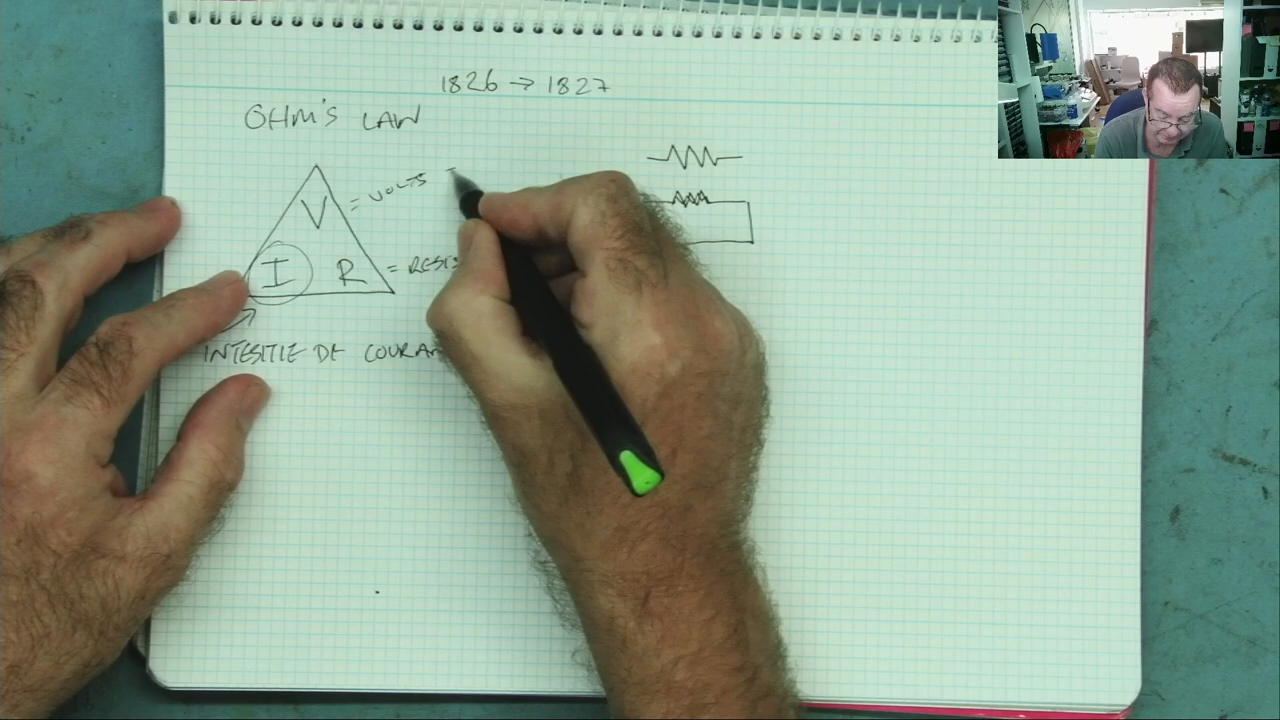 1826 → 1827
OHM'S LAW
V = VOLTS
I R =
INTESITIE DE